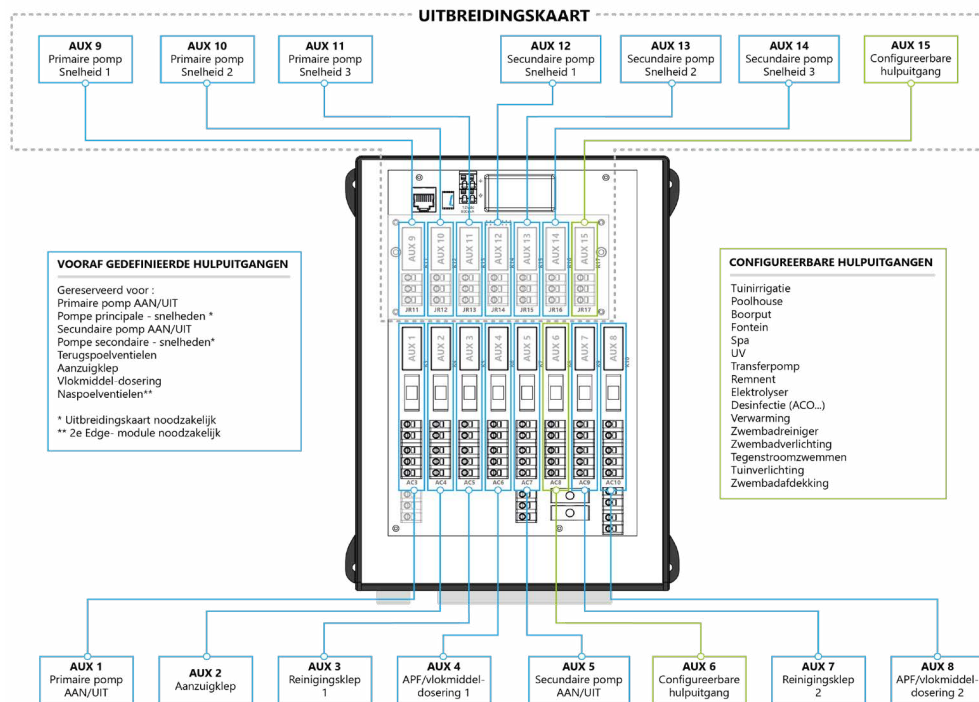 UITBREIDINGSKAART
AUX 9
Primaire pomp
Snelheid 1
AUX 10
Primaire pomp
Snelheid 2
AUX 11
Primaire pomp
Snelheid 3
AUX 12
Secundaire pomp
Snelheid 1
AUX 13
Secundaire pomp
Snelheid 2
AUX 14
Secundaire pomp
Snelheid 3
AUX 15
Configureerbare
hulpuitgang
AUX 9
AUX 10
AUX 11
AUX 12
AUX 13
AUX 14
AUX 15
JR11
JR12
JR13
JR14
JR15
JR16
JR17
VOORAF GEDEFINIEERDE HULPUITGANGEN
Gereserveerd voor :
Primaire pomp AAN/UIT
Pompe principale - snelheden *
Secundaire pomp AAN/UIT
Pompe secondaire - snelheden*
Terugspoelventielen
Aanzuigklep
Vlokmiddel-dosering
Naspoelventielen**
* Uitbreidingskaart noodzakelijk
** 2e Edge- module noodzakelijk
CONFIGUREERBARE HULPUITGANGEN
Tuinirrigatie
Poolhouse
Boorput
Fontein
Spa
UV
Transferpomp
Remnent
Elektrolyser
Desinfectie (ACO...)
Verwarming
Zwembadreiniger
Zwembadverlichting
Tegenstroomzwemmen
Tuinverlichting
Zwembadafdekking
AUX 1
AUX 2
AUX 3
AUX 4
AUX 5
AUX 6
AUX 7
AUX 8
AC3
AC4
AC5
AC6
AC7
AC8
AC9
AC10
AUX 1
Primaire pomp
AAN/UIT
AUX 2
Aanzuigklep
AUX 3
Reinigingsklep
1
AUX 4
APF/vlokmiddel-
dosering 1
AUX 5
Secundaire pomp
AAN/UIT
AUX 6
Configureerbare
hulpuitgang
AUX 7
Reinigingsklep
2
AUX 8
APF/vlokmiddel-
dosering 2